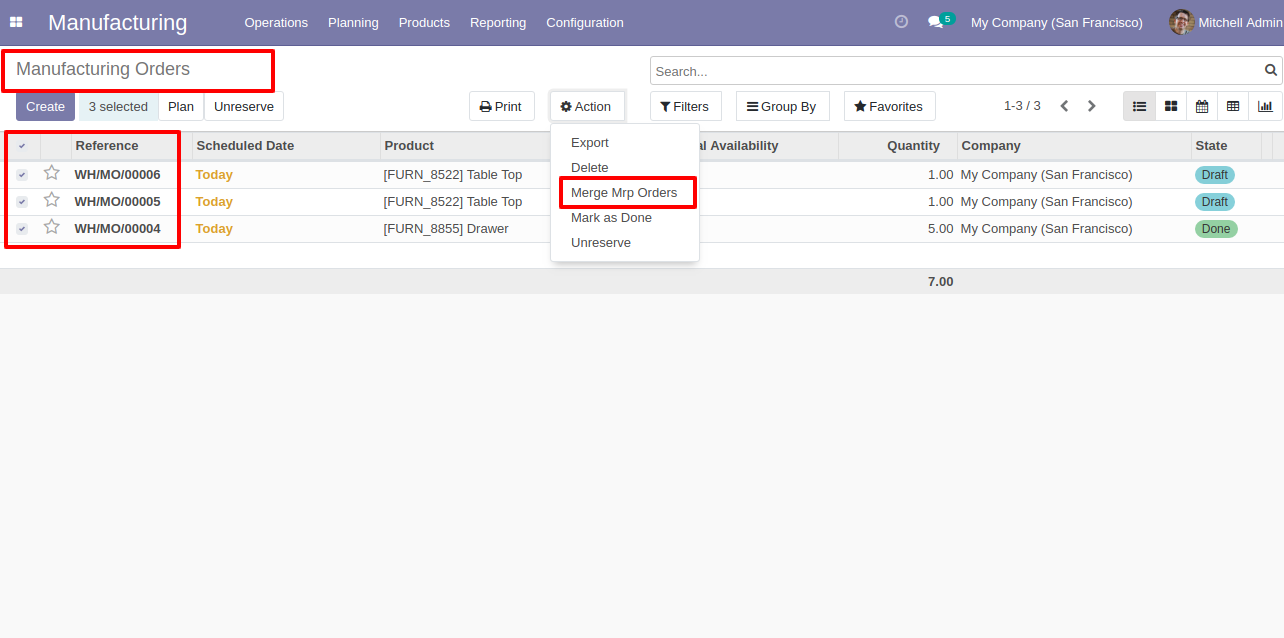 Manufacturing Operations Planning Products Reporting Configuration 5 My Company (San Francisco) Mitchell Admin
Manufacturing Orders Search...
Create 3 selected Plan Unreserve Print Action Filters Group By Favorites 1-3 / 3
Reference Scheduled Date Product Availability Quantity Company State
WH/MO/00006 Today [FURN_8522] Table Top 1.00 My Company (San Francisco) Draft
WH/MO/00005 Today [FURN_8522] Table Top 1.00 My Company (San Francisco) Draft
WH/MO/00004 Today [FURN_8855] Drawer 5.00 My Company (San Francisco) Done
7.00
Export
Delete
Merge Mrp Orders
Mark as Done
Unreserve